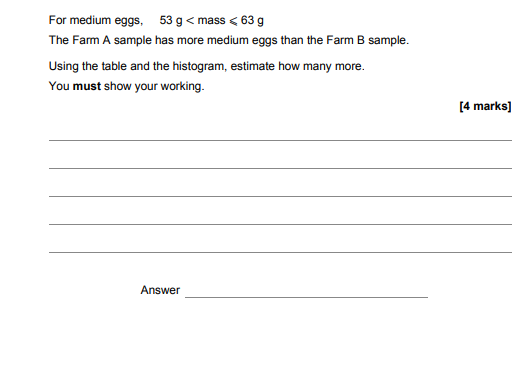 For medium eggs, 53 g < mass ⩽ 63 g
The Farm A sample has more medium eggs than the Farm B sample.
Using the table and the histogram, estimate how many more.
You must show your working.
[4 marks]
Answer